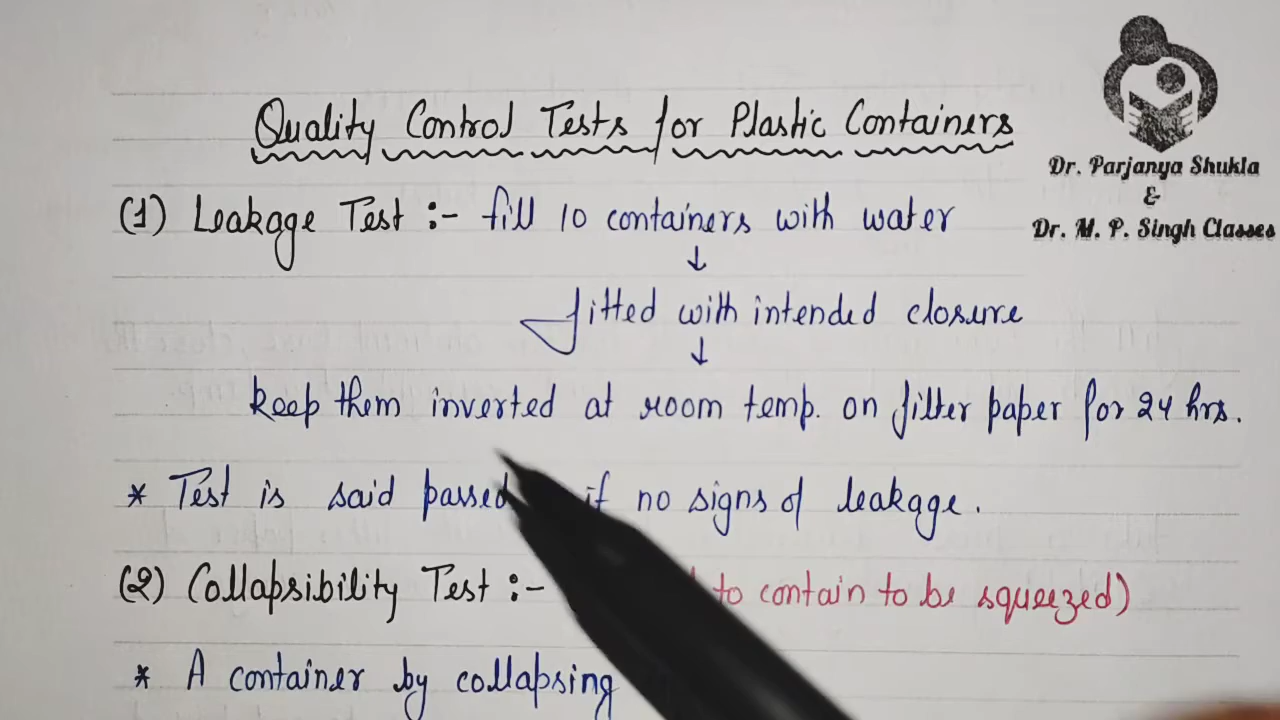 Quality Control Tests for Plastic Containers
Dr. Parjanya Shukla
&
Dr. M. P. Singh Classes
(1) Leakage Test :- fill 10 containers with water
↓
fitted with intended closure
↓
keep them inverted at room temp. on filter paper for 24 hrs.
* Test is said passed if no signs of leakage.
(2) Collapsibility Test :- to contain to be squeezed)
* A container by collapsing